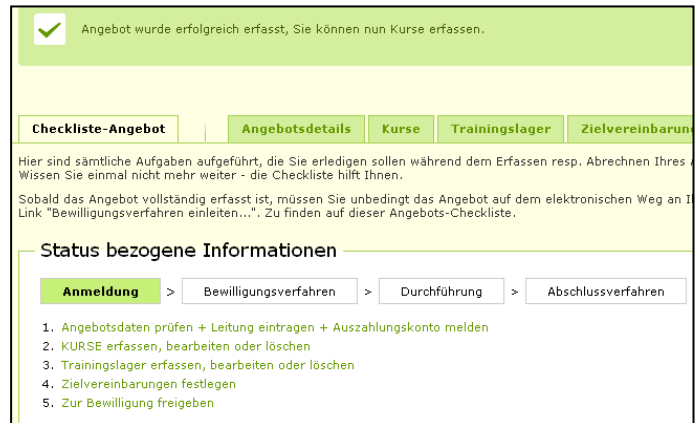 Angebot wurde erfolgreich erfasst, Sie können nun Kurse erfassen.
Checkliste-Angebot Angebotsdetails Kurse Trainingslager Zielvereinbarun
Hier sind sämtliche Aufgaben aufgeführt, die Sie erledigen sollen während dem Erfassen resp. Abrechnen Ihres
Wissen Sie einmal nicht mehr weiter - die Checkliste hilft Ihnen.
Sobald das Angebot vollständig erfasst ist, müssen Sie unbedingt das Angebot auf dem elektronischen Weg an
Link "Bewilligungsverfahren einleiten...". Zu finden auf dieser Angebots-Checkliste.
Status bezogene Informationen
Anmeldung > Bewilligungsverfahren > Durchführung > Abschlussverfahren
1. Angebotsdaten prüfen + Leitung eintragen + Auszahlungskonto melden
2. KURSE erfassen, bearbeiten oder löschen
3. Trainingslager erfassen, bearbeiten oder löschen
4. Zielvereinbarungen festlegen
5. Zur Bewilligung freigeben